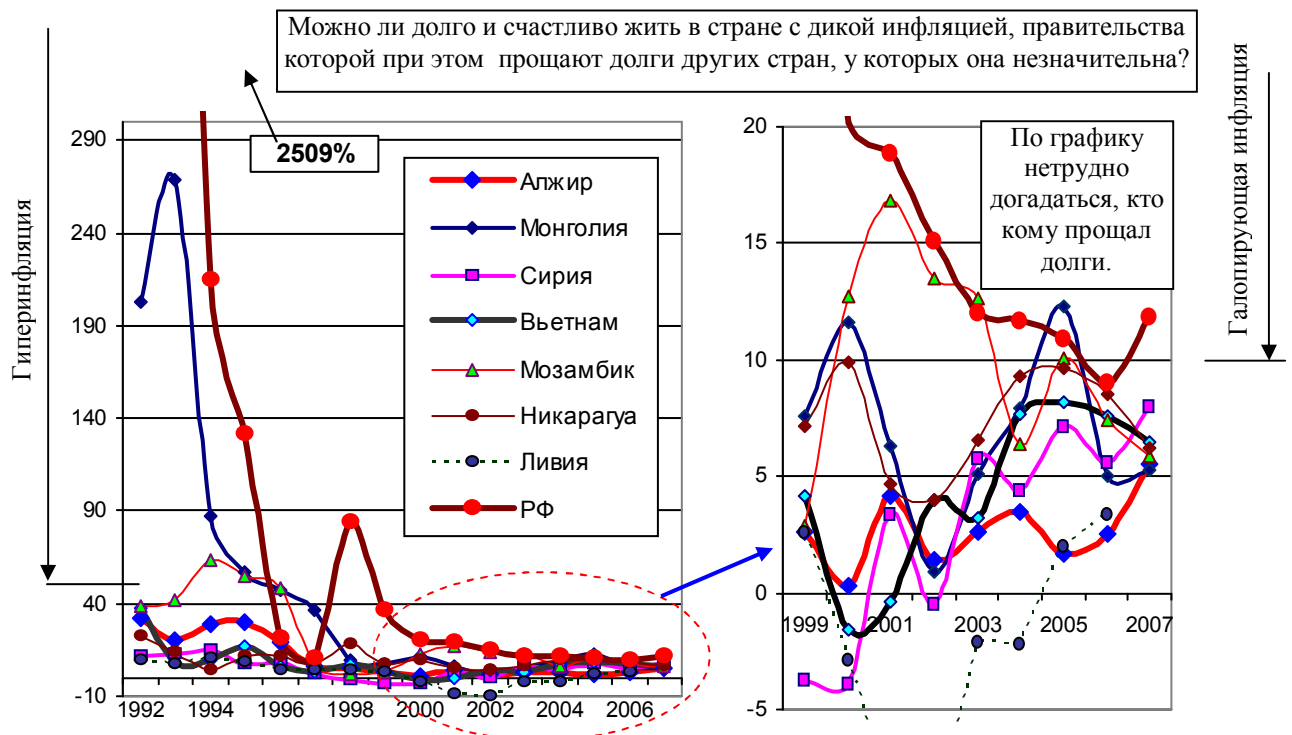 Можно ли долго и счастливо жить в стране с дикой инфляцией, правительства
которой при этом прощают долги других стран, у которых она незначительна?
Гиперинфляция
290
240
190
140
90
40
-10
1992 1994 1996 1998 2000 2002 2004 2006
2509%
Алжир
Монголия
Сирия
Вьетнам
Мозамбик
Никарагуа
Ливия
РФ
20
15
10
5
0
-5
1999 2001 2003 2005 2007
По графику
нетрудно
догадаться, кто
кому прощал
долги.
Галопирующая инфляция